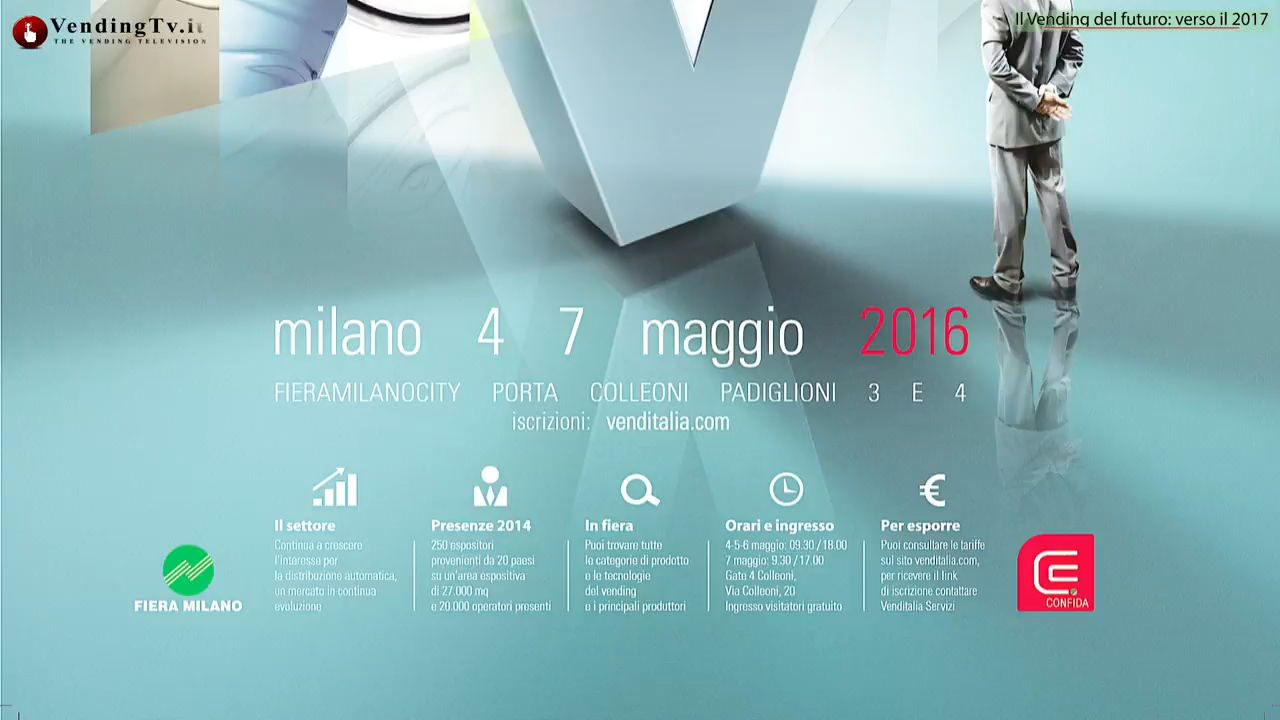 VendingTv.it
THE VENDING TELEVISION
Il Vending del futuro: verso il 2017
milano 4 7 maggio 2016
FIERAMILANOCITY PORTA COLLEONI PADIGLIONI 3 E 4
iscrizioni: venditalia.com
Il settore
Continua a crescere
l'interesse per
la distribuzione automatica,
un mercato in continua
evoluzione
Presenze 2014
250 espositori
provenienti da 20 paesi
su un'area espositiva
di 27.000 mq
e 20.000 operatori presenti
In fiera
Puoi trovare tutte
le categorie di prodotto
e le tecnologie
del vending
e i principali produttori
Orari e ingresso
4-5-6 maggio: 09.30 / 18.00
7 maggio: 9.30 / 17.00
Gate 4 Colleoni,
Via Colleoni, 20
Ingresso visitatori gratuito
Per esporre
Puoi consultare le tariffe
sul sito venditalia.com,
per ricevere il link
di iscrizione contattare
Venditalia Servizi
FIERA MILANO
CONFIDA